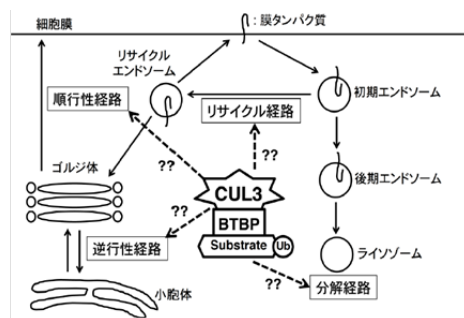 細胞膜
:膜タンパク質
リサイクル
エンドソーム
順行性経路
リサイクル経路
初期エンドソーム
??
??
ゴルジ体
CUL3
後期エンドソーム
??
BTBP
逆行性経路
Substrate
Ub
ライソゾーム
??
小胞体
分解経路